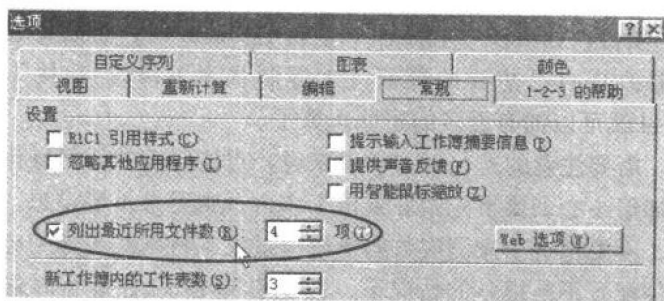 选项
自定义序列 图表 颜色
视图 重新计算 编辑 常规 1-2-3 的帮助
设置
R1C1 引用样式(C) 提示输入工作簿摘要信息(P)
忽略其他应用程序(I) 提供声音反馈(F)
用智能鼠标缩放(Z)
列出最近所用文件数(R) 4 项(T) Web 选项(W)...
新工作簿内的工作表数(S): 3